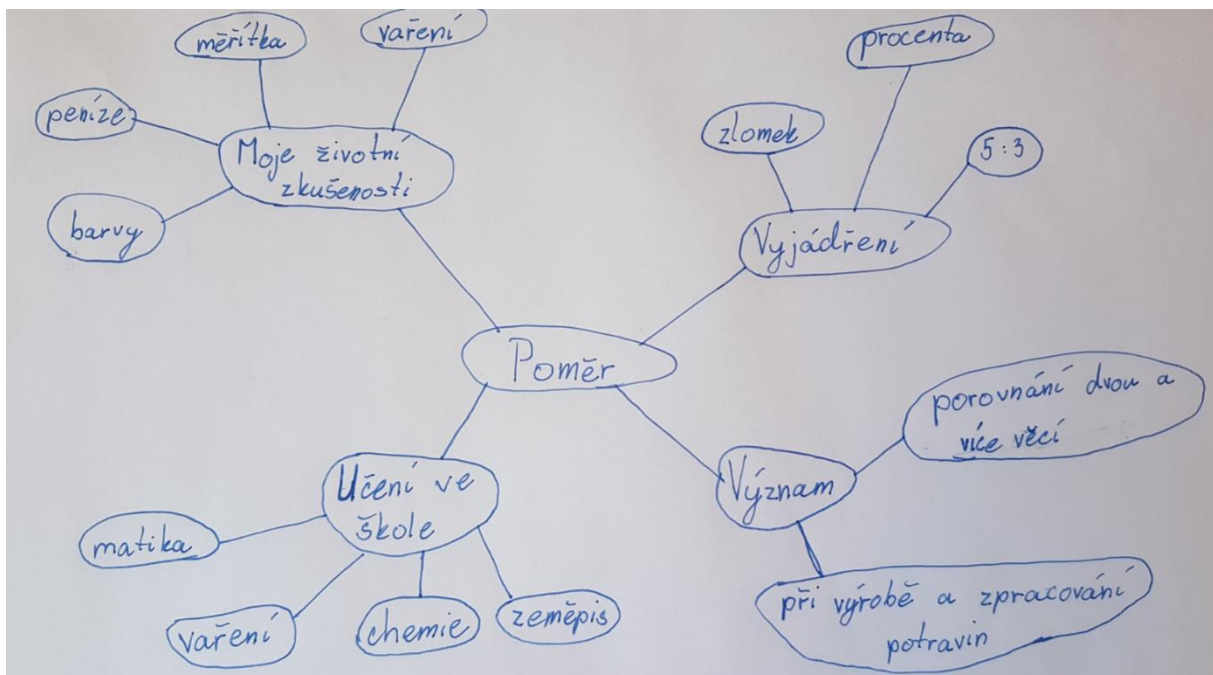 měřítka
vaření
peníze
Moje životní
zkušenosti
barvy
procenta
zlomek
5:3
Vyjádření
Poměr
porovnání dvou a
více věcí
Význam
při výrobě a zpracování
potravin
Učení ve
škole
matika
vaření
chemie
zeměpis